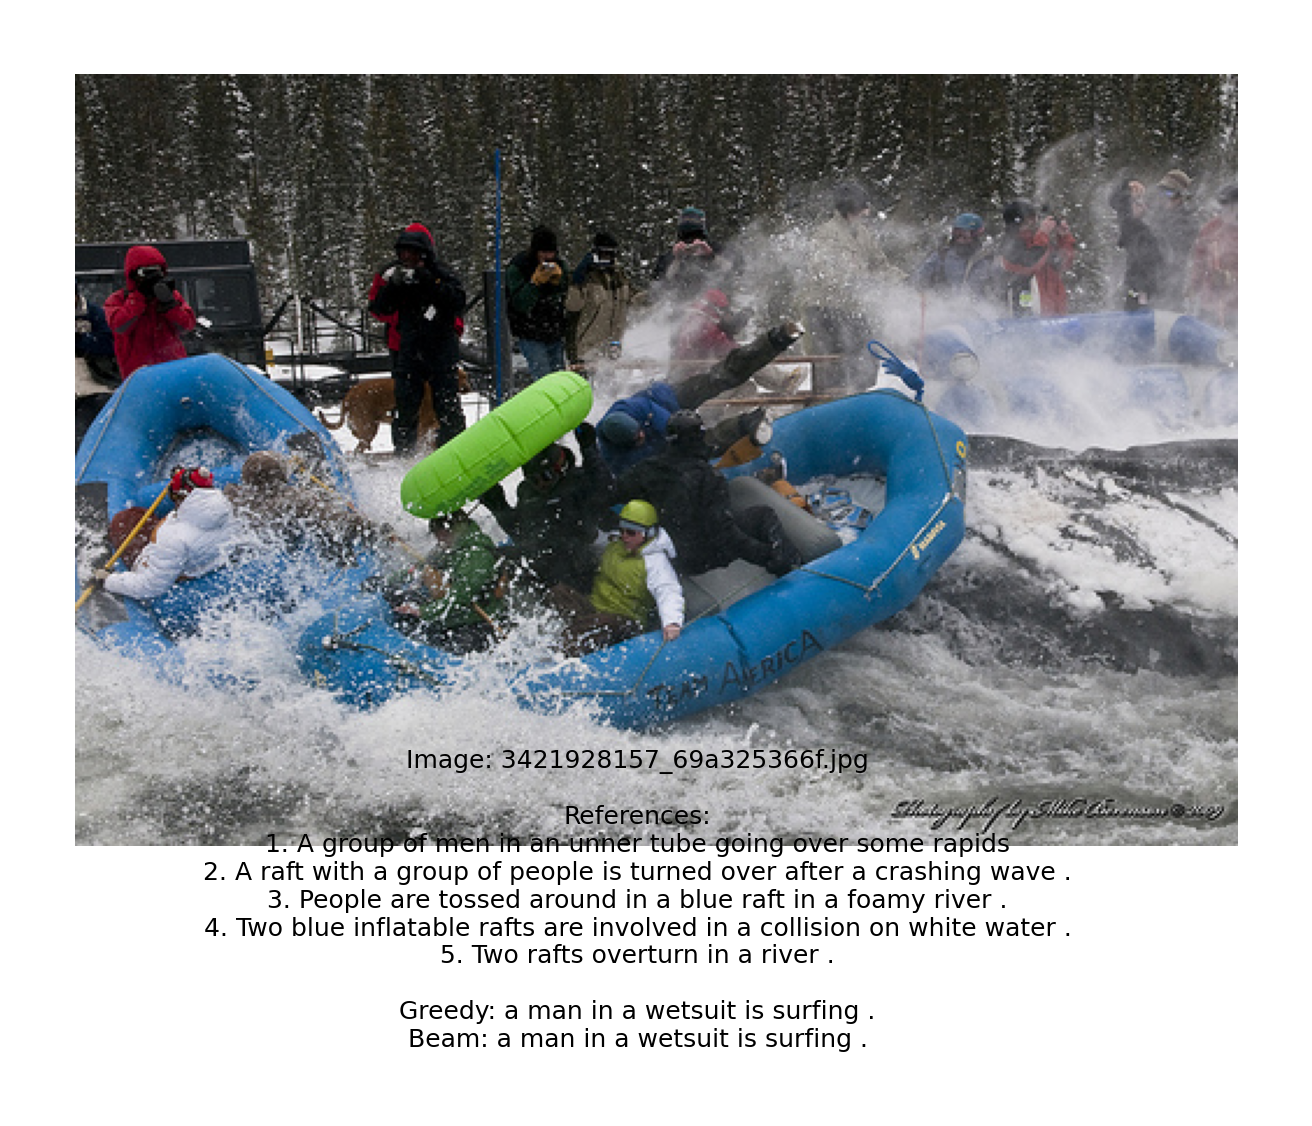 TEAM AFRICA
Image: 3421928157_69a325366f.jpg
References:
1. A group of men in an unner tube going over some rapids
2. A raft with a group of people is turned over after a crashing wave .
3. People are tossed around in a blue raft in a foamy river .
4. Two blue inflatable rafts are involved in a collision on white water .
5. Two rafts overturn in a river .
Greedy: a man in a wetsuit is surfing .
Beam: a man in a wetsuit is surfing .